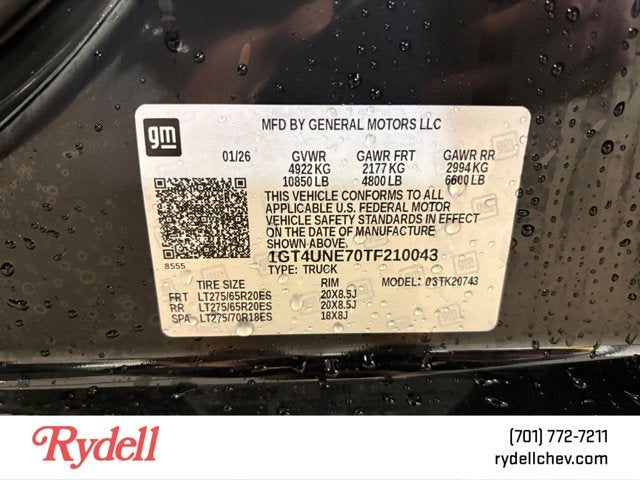 gm
MFD BY GENERAL MOTORS LLC
01/26 GVWR GAWR FRT GAWR RR
4922 KG 2177 KG 2994 KG
10850 LB 4800 LB 6600 LB
THIS VEHICLE CONFORMS TO ALL
APPLICABLE U.S. FEDERAL MOTOR
VEHICLE SAFETY STANDARDS IN EFFECT
ON THE DATE OF MANUFACTURE
SHOWN ABOVE.
8555 1GT4UNE70TF210043
TYPE: TRUCK
TIRE SIZE RIM MODEL: 03TK20743
FRT LT275/65R20ES 20X8.5J
RR LT275/65R20ES 20X8.5J
SPA LT275/70R18ES 18X8J
Rydell
(701) 772-7211
rydellchev.com